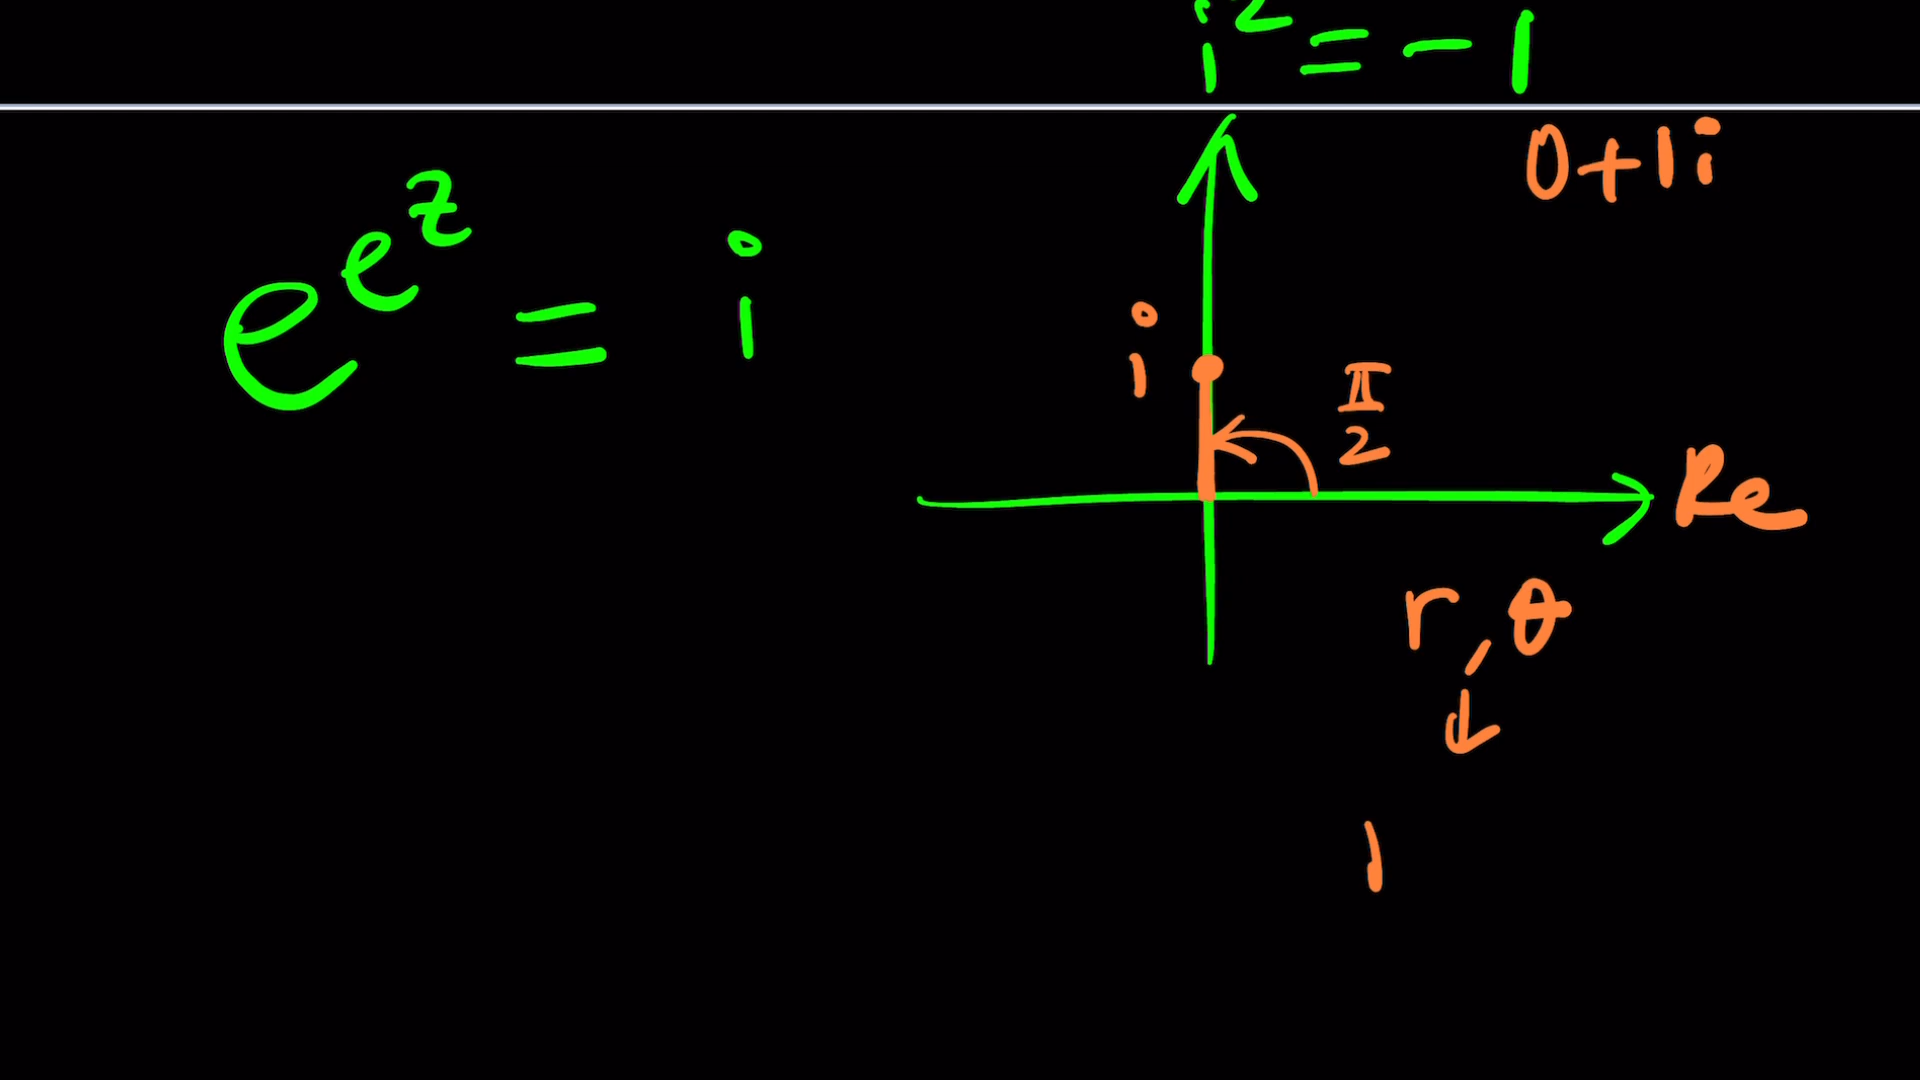 i² = -1
0+1i
e^e^z = i
i
π/2
Re
r, θ
↓
1